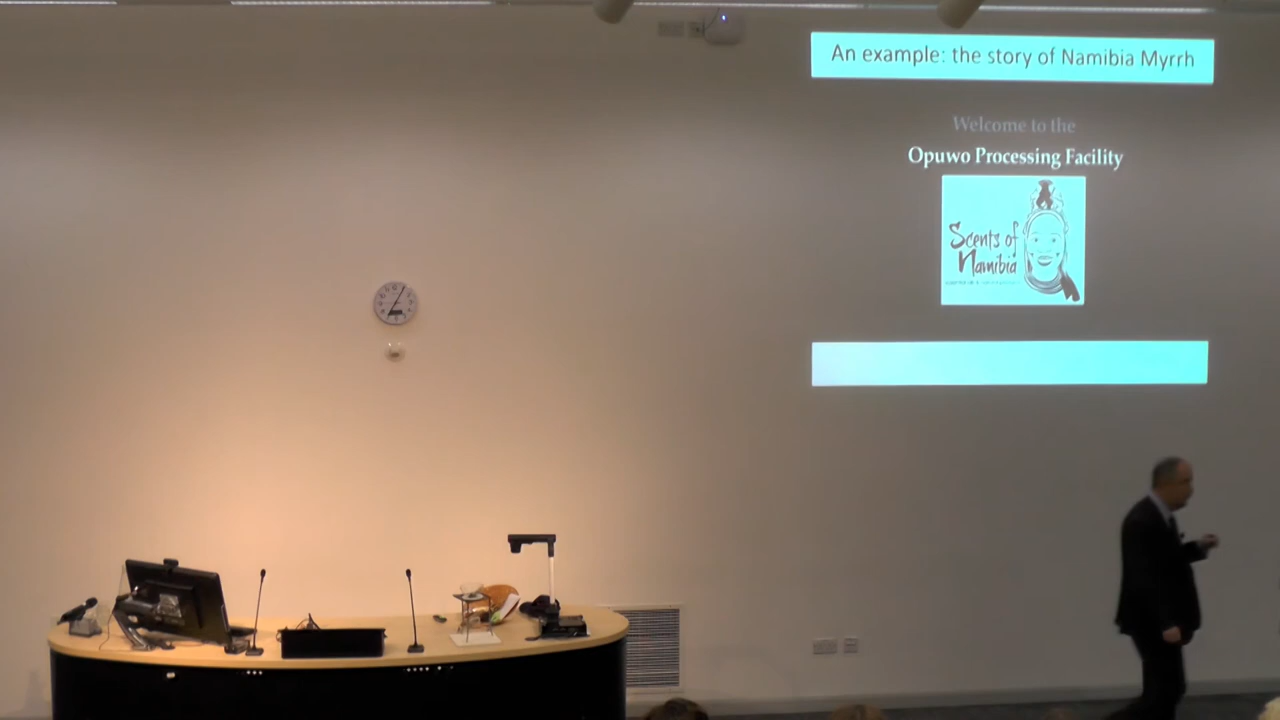 An example: the story of Namibia Myrrh
Welcome to the
Opuwo Processing Facility
Scents of
Namibia